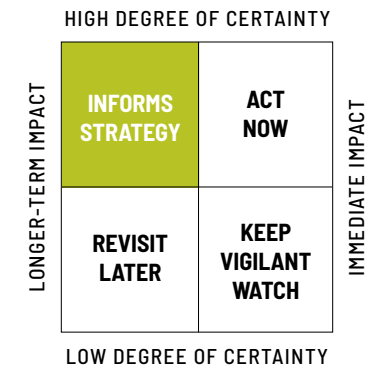 HIGH DEGREE OF CERTAINTY
LONGER-TERM IMPACT
INFORMS
STRATEGY
ACT
NOW
IMMEDIATE IMPACT
REVISIT
LATER
KEEP
VIGILANT
WATCH
LOW DEGREE OF CERTAINTY